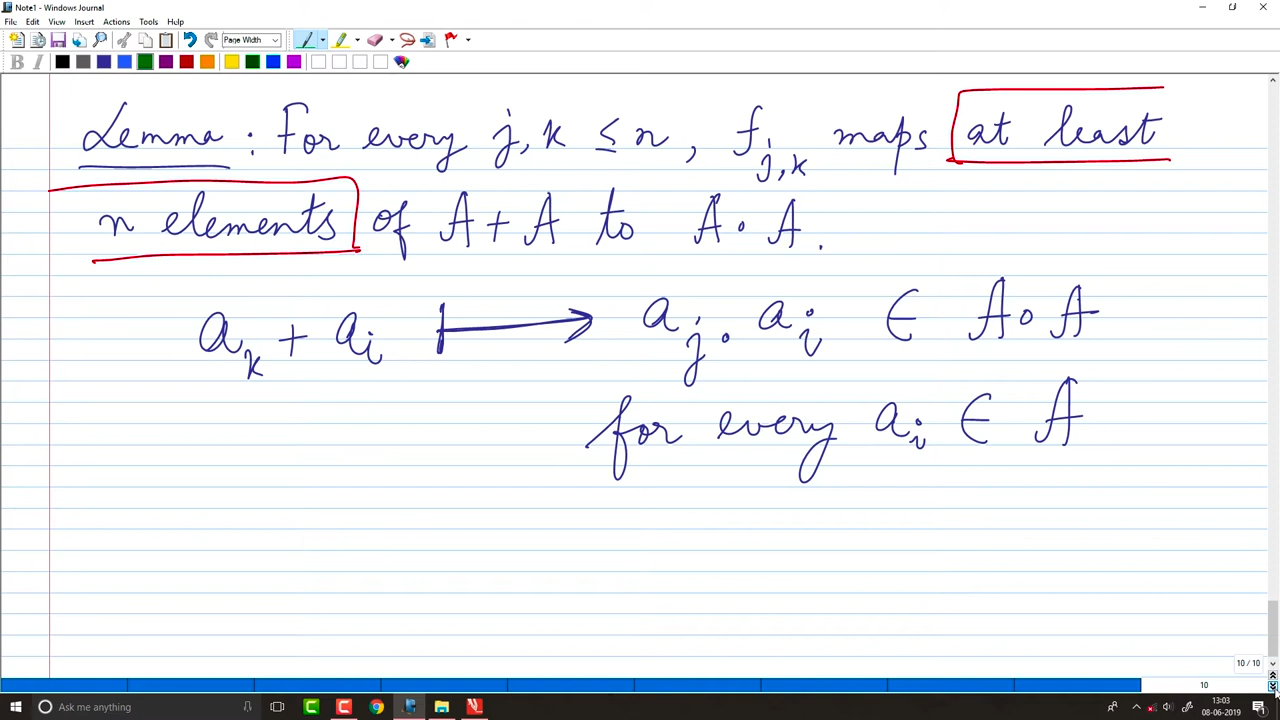 Note1 - Windows Journal
File Edit View Insert Actions Tools Help
Page Width
B I
Lemma : For every j, k ≤ n , f_{j,k} maps at least
n elements of A + A to A . A .
a_k + a_i ⟼ a_j . a_i ∈ A . A
for every a_i ∈ A
10 / 10
10
Ask me anything
13:03
08-06-2019